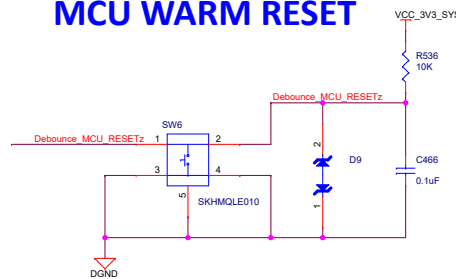 MCU WARM RESET
VCC_3V3_SYS
R536
10K
Debounce_MCU_RESETz
SW6
Debounce_MCU_RESETz
1
2
2
D9
C466
0.1uF
3
4
5
SKHMQLE010
1
DGND